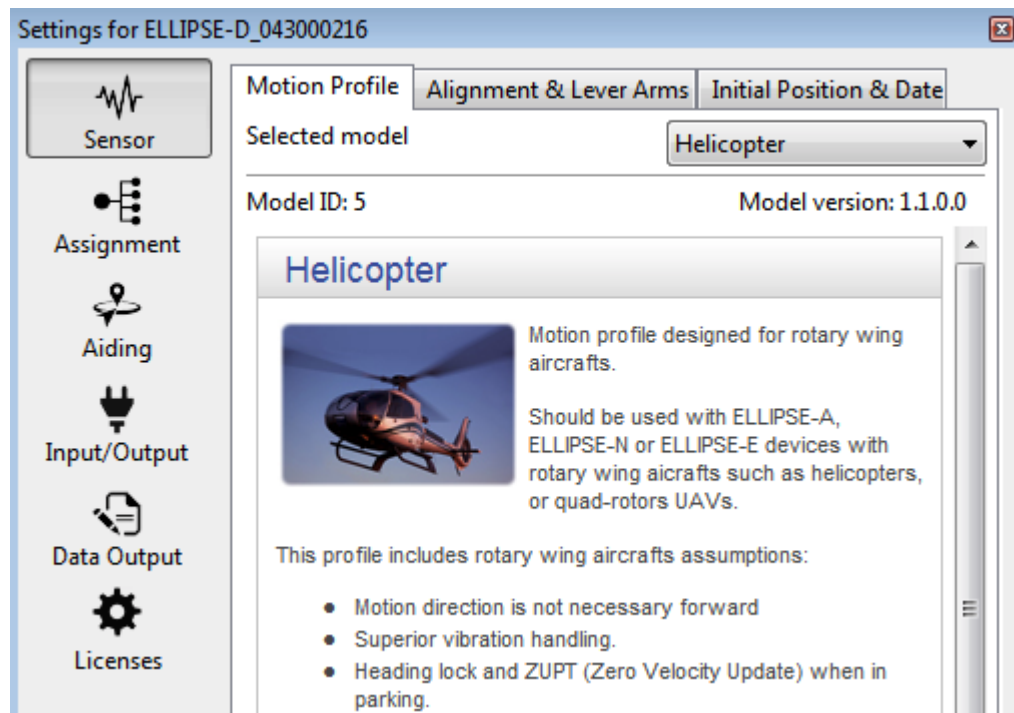 Settings for ELLIPSE-D_043000216
Sensor
Assignment
Aiding
Input/Output
Data Output
Licenses
Motion Profile
Alignment & Lever Arms
Initial Position & Date
Selected model
Helicopter
Model ID: 5
Model version: 1.1.0.0
Helicopter
Motion profile designed for rotary wing
aircrafts.
Should be used with ELLIPSE-A,
ELLIPSE-N or ELLIPSE-E devices with
rotary wing aicrafts such as helicopters,
or quad-rotors UAVs.
This profile includes rotary wing aircrafts assumptions:
Motion direction is not necessary forward
Superior vibration handling.
Heading lock and ZUPT (Zero Velocity Update) when in
parking.